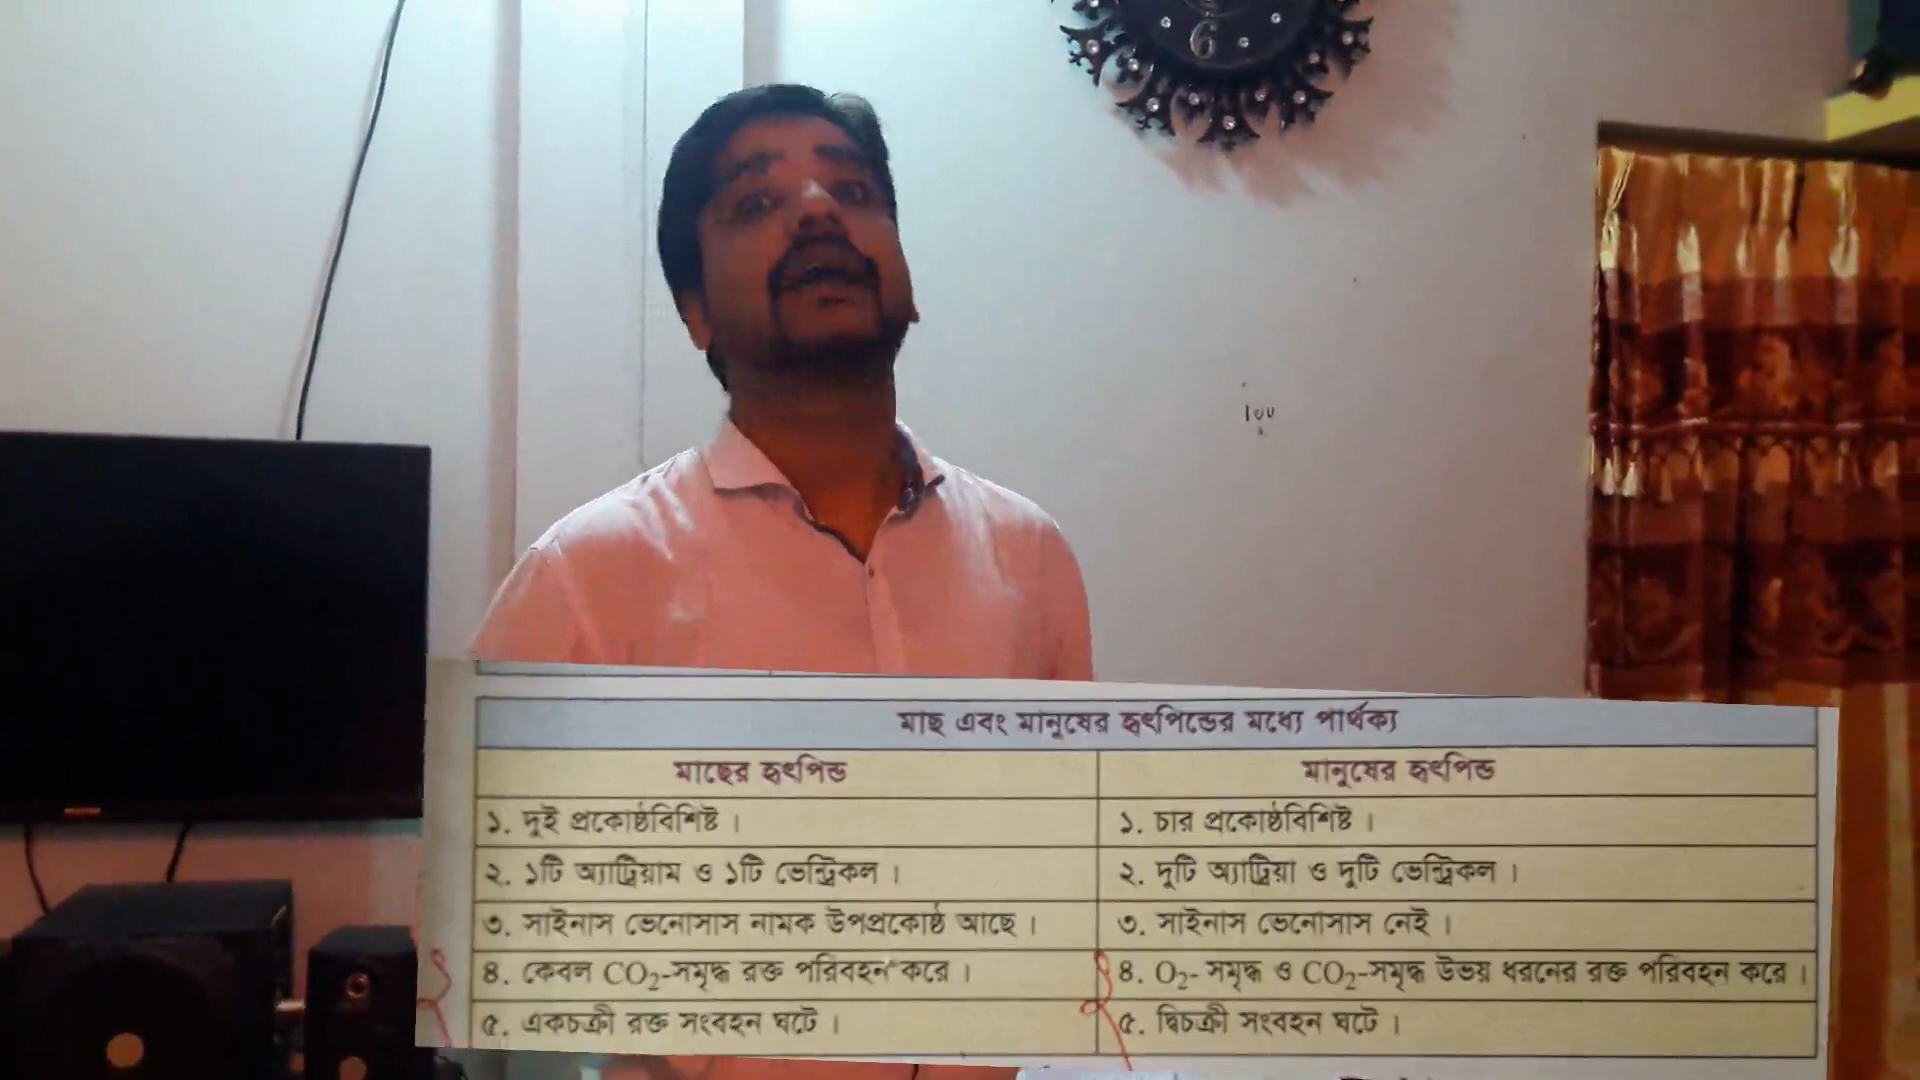 6
মাছ এবং মানুষের হৃৎপিন্ডের মধ্যে পার্থক্য
মাছের হৃৎপিন্ড
মানুষের হৃৎপিন্ড
১. দুই প্রকোষ্ঠবিশিষ্ট।
১. চার প্রকোষ্ঠবিশিষ্ট।
২. ১টি অ্যাট্রিয়াম ও ১টি ভেন্ট্রিকল।
২. দুটি অ্যাট্রিয়া ও দুটি ভেন্ট্রিকল।
৩. সাইনাস ভেনোসাস নামক উপপ্রকোষ্ঠ আছে।
৩. সাইনাস ভেনোসাস নেই।
৪. কেবল CO₂-সমৃদ্ধ রক্ত পরিবহন করে।
৪. O₂- সমৃদ্ধ ও CO₂-সমৃদ্ধ উভয় ধরনের রক্ত পরিবহন করে।
৫. একচক্রী রক্ত সংবহন ঘটে।
৫. দ্বিচক্রী সংবহন ঘটে।